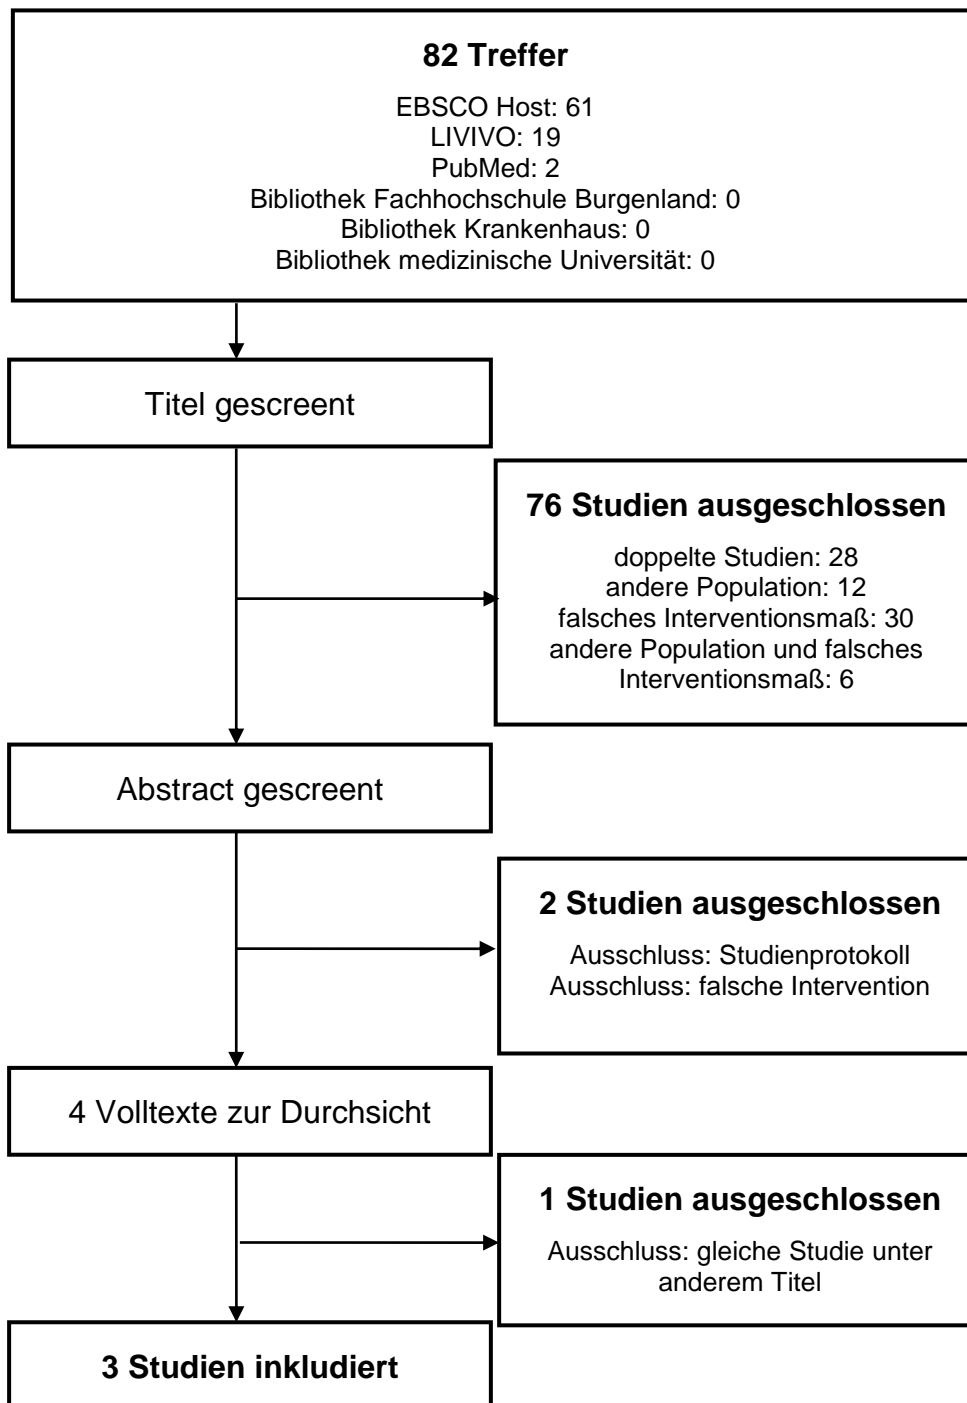 82 Treffer
EBSCO Host: 61
LIVIVO: 19
PubMed: 2
Bibliothek Fachhochschule Burgenland: 0
Bibliothek Krankenhaus: 0
Bibliothek medizinische Universität: 0
Titel gescreent
76 Studien ausgeschlossen
doppelte Studien: 28
andere Population: 12
falsches Interventionsmaß: 30
andere Population und falsches
Interventionsmaß: 6
Abstract gescreent
2 Studien ausgeschlossen
Ausschluss: Studienprotokoll
Ausschluss: falsche Intervention
4 Volltexte zur Durchsicht
1 Studien ausgeschlossen
Ausschluss: gleiche Studie unter
anderem Titel
3 Studien inkludiert